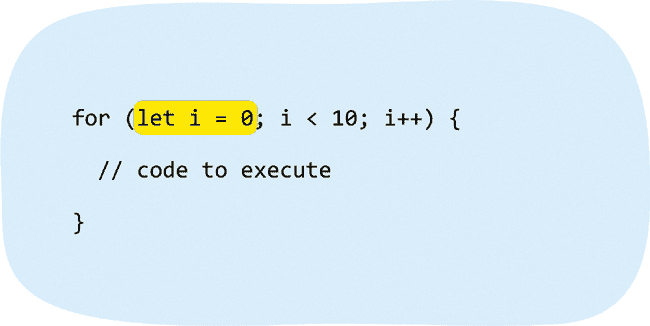 for (let i = 0; i < 10; i++) {
// code to execute
}